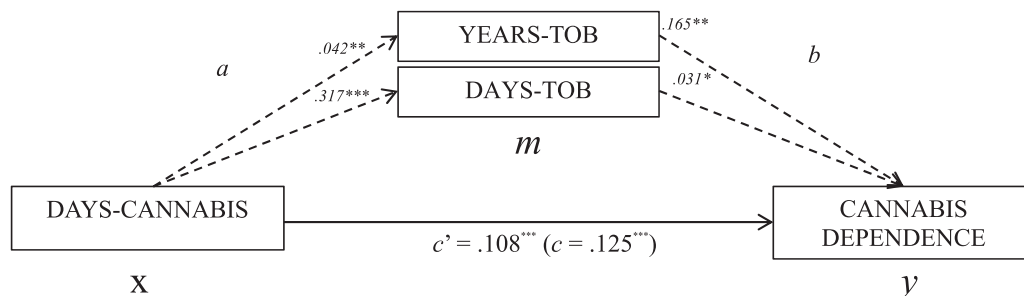 YEARS-TOB
.042**
.165**
a
b
DAYS-TOB
.317***
.031*
m
DAYS-CANNABIS
CANNABIS
DEPENDENCE
c’ = .108*** (c = .125***)
x
y